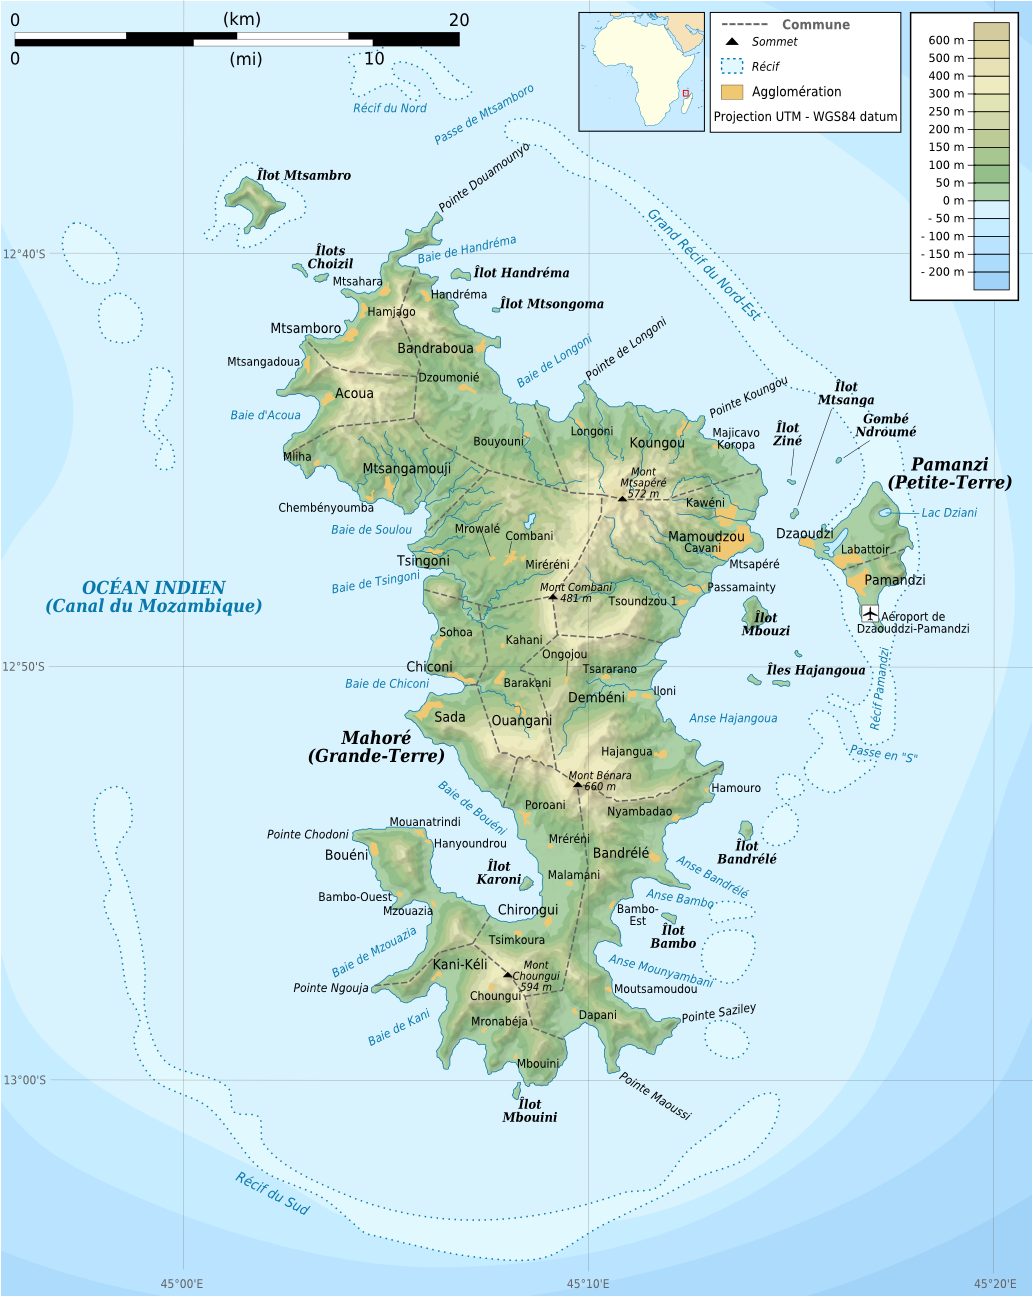 0
(km)
20
0
(mi)
10
Commune
Sommet
Récif
Agglomération
Projection UTM - WGS84 datum
600 m
500 m
400 m
300 m
250 m
200 m
150 m
100 m
50 m
0 m
- 50 m
- 100 m
- 150 m
- 200 m
Récif du Nord
Passe de Mtsamboro
Pointe Douamounyo
Îlot Mtsambro
Grand Récif du Nord-Est
12°40'S
Îlots
Choizil
Baie de Handréma
Îlot Handréma
Mtsahara
Handréma
Îlot Mtsongoma
Hamjago
Mtsamboro
Bandraboua
Baie de Longoni
Pointe de Longoni
Mtsangadoua
Dzoumonié
Acoua
Pointe Koungou
Îlot
Mtsanga
Baie d'Acoua
Gombé
Ndroumé
Îlot
Ziné
Longoni
Majicavo
Koropa
Bouyouni
Koungou
Mliha
Mtsangamouji
Pamanzi
(Petite-Terre)
Mont
Mtsapéré
572 m
Chembényoumba
Kawéni
Lac Dziani
Baie de Soulou
Mrowalé
Combani
Mamoudzou
Cavani
Dzaoudzi
Labattoir
Tsingoni
Miréréni
Mtsapéré
Pamandzi
Baie de Tsingoni
Mont Combani
481 m
Passamainty
Tsoundzou 1
OCÉAN INDIEN
(Canal du Mozambique)
Îlot
Mbouzi
Aéroport de
Dzaouddzi-Pamandzi
Sohoa
Kahani
Ongojou
12°50'S
Chiconi
Tsararano
Îles Hajangoua
Baie de Chiconi
Barakani
Dembéni
Iloni
Récif Pamandzi
Sada
Ouangani
Anse Hajangoua
Mahoré
(Grande-Terre)
Hajangua
Passe en "S"
Mont Bénara
660 m
Hamouro
Baie de Bouéni
Poroani
Nyambadao
Mouanatrindi
Pointe Chodoni
Hanyoundrou
Mréréni
Bouéni
Bandrélé
Îlot
Bandrélé
Îlot
Karoni
Malamani
Anse Bandrélé
Bambo-Ouest
Mzouazia
Anse Bambo
Chirongui
Bambo-
Est
Îlot
Bambo
Baie de Mzouazia
Tsimkoura
Kani-Kéli
Mont
Choungui
594 m
Anse Mounyambani
Pointe Ngouja
Choungui
Moutsamoudou
Baie de Kani
Mronabéja
Dapani
Pointe Saziley
Mbouini
13°00'S
Pointe Maoussi
Îlot
Mbouini
Récif du Sud
45°00'E
45°10'E
45°20'E